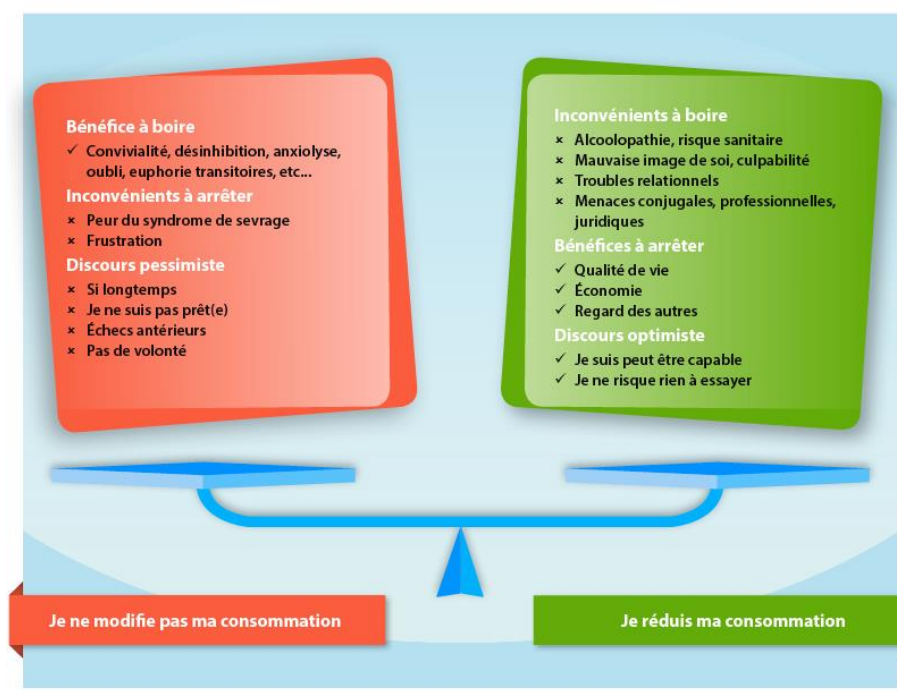 Bénéfice à boire
✓ Convivialité, désinhibition, anxiolyse,
oubli, euphorie transitoires, etc...
Inconvénients à arrêter
× Peur du syndrome de sevrage
× Frustration
Discours pessimiste
× Si longtemps
× Je ne suis pas prêt(e)
× Échecs antérieurs
× Pas de volonté
Inconvénients à boire
× Alcoolopathie, risque sanitaire
× Mauvaise image de soi, culpabilité
× Troubles relationnels
× Menaces conjugales, professionnelles,
juridiques
Bénéfices à arrêter
✓ Qualité de vie
✓ Économie
✓ Regard des autres
Discours optimiste
✓ Je suis peut être capable
✓ Je ne risque rien à essayer
Je ne modifie pas ma consommation
Je réduis ma consommation